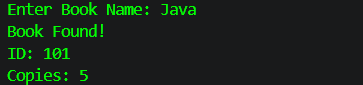 Enter Book Name: Java
Book Found!
ID: 101
Copies: 5